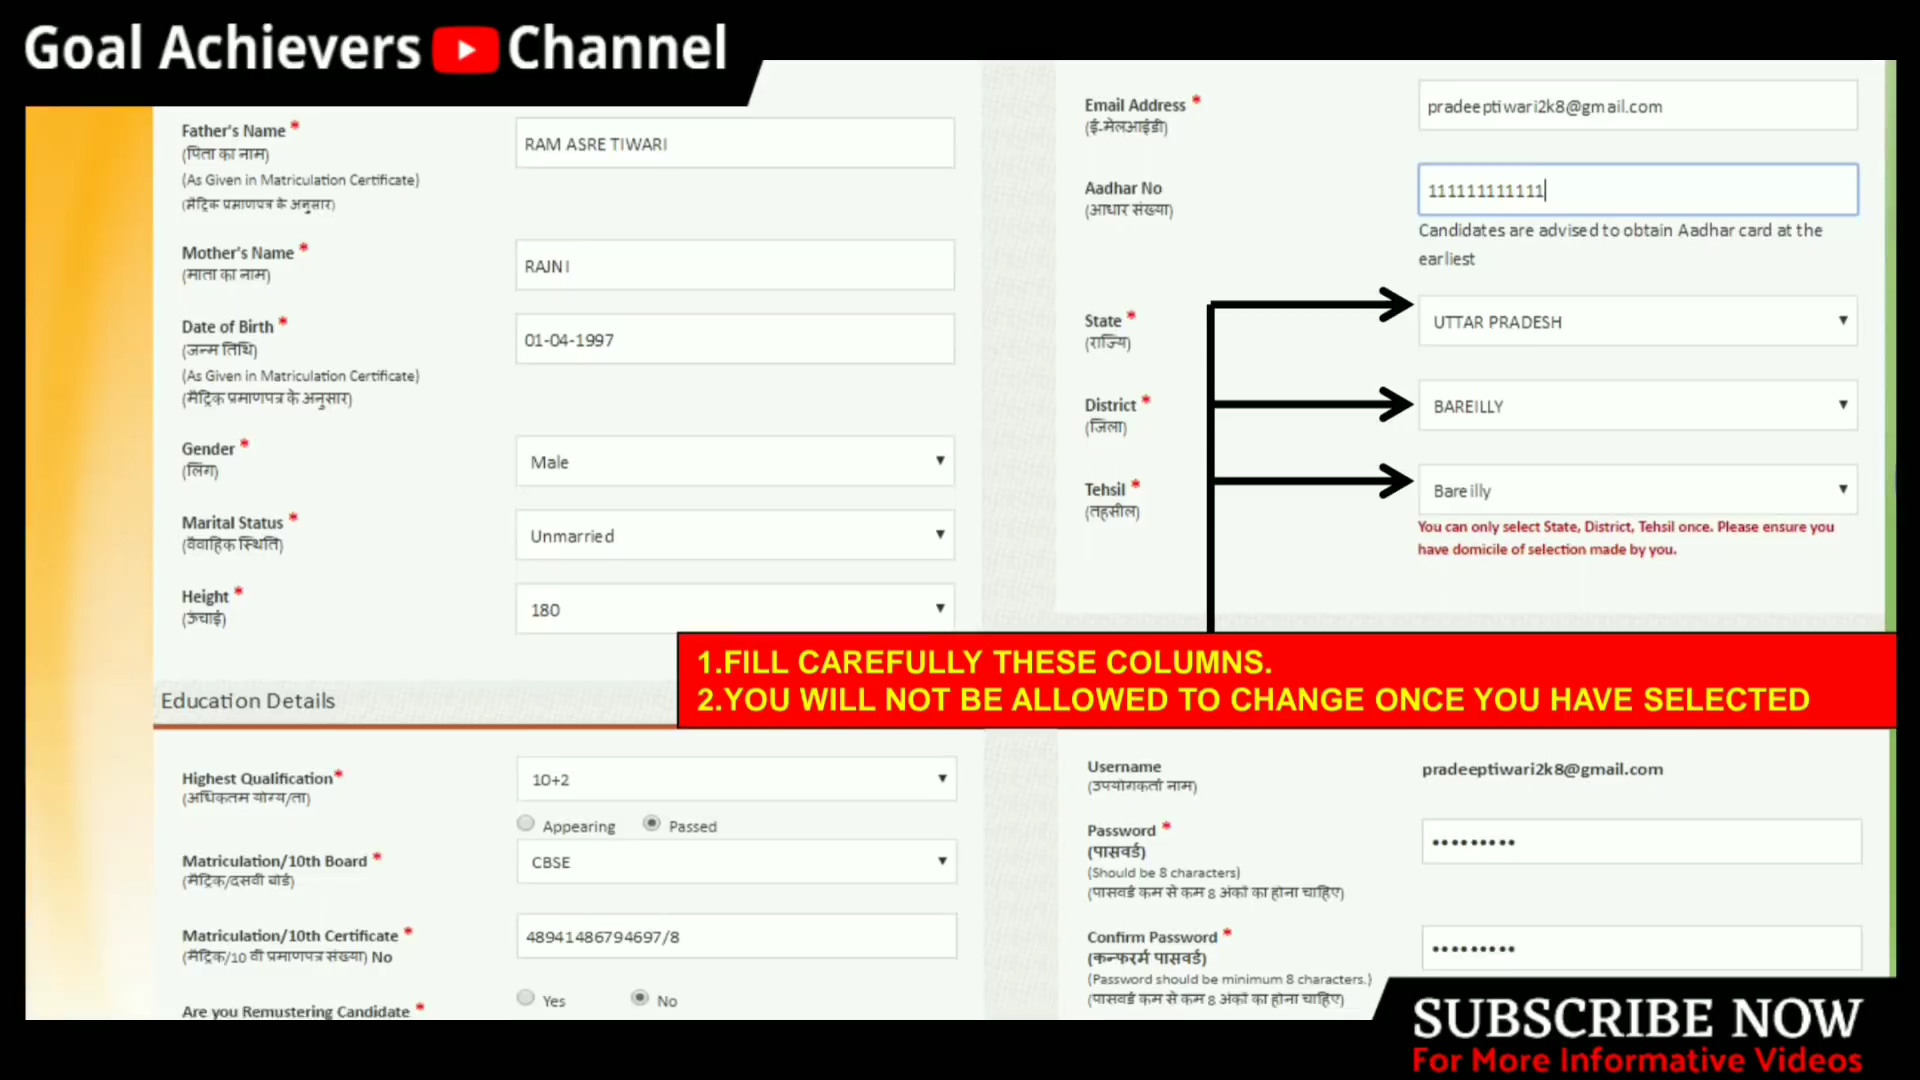 Goal Achievers Channel
Father's Name *
(पिता का नाम)
(As Given in Matriculation Certificate)
(मैट्रिक प्रमाणपत्र के अनुसार)
RAM ASRE TIWARI
Mother's Name *
(माता का नाम)
RAJNI
Date of Birth *
(जन्म तिथि)
(As Given in Matriculation Certificate)
(मैट्रिक प्रमाणपत्र के अनुसार)
01-04-1997
Gender *
(लिंग)
Male
Marital Status *
(वैवाहिक स्थिति)
Unmarried
Height *
(ऊंचाई)
180
Email Address *
(ई-मेलआईडी)
pradeeptiwari2k8@gmail.com
Aadhar No
(आधार संख्या)
111111111111
Candidates are advised to obtain Aadhar card at the
earliest
State *
(राज्यि)
UTTAR PRADESH
District *
(जिला)
BAREILLY
Tehsil *
(तहसील)
Bareilly
You can only select State, District, Tehsil once. Please ensure you
have domicile of selection made by you.
1.FILL CAREFULLY THESE COLUMNS.
2.YOU WILL NOT BE ALLOWED TO CHANGE ONCE YOU HAVE SELECTED
Education Details
Highest Qualification*
(अधिकतम योग्य/ता)
10+2
Appearing Passed
Matriculation/10th Board *
(मैट्रिक/दसवी बोर्ड)
CBSE
Matriculation/10th Certificate *
(मैट्रिक/10 वी प्रमाणपत्र संख्या) No
48941486794697/8
Are you Remustering Candidate *
Yes No
Username
(उपयोगकर्ता नाम)
pradeeptiwari2k8@gmail.com
Password *
(पासवर्ड)
(Should be 8 characters)
(पासवर्ड कम से कम 8 अंकों का होना चाहिए)
Confirm Password *
(कन्फर्म पासवर्ड)
(Password should be minimum 8 characters.)
(पासवर्ड कम से कम 8 अंकों का होना चाहिए)
SUBSCRIBE NOW
For More Informative Videos